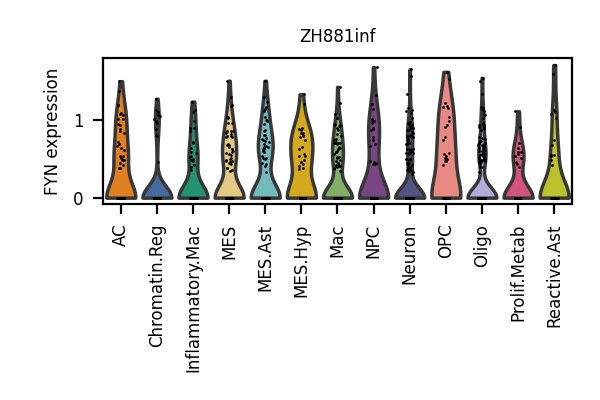 ZH881inf
FYN expression
1
0
AC
Chromatin.Reg
Inflammatory.Mac
MES
MES.Ast
MES.Hyp
Mac
NPC
Neuron
OPC
Oligo
Prolif.Metab
Reactive.Ast